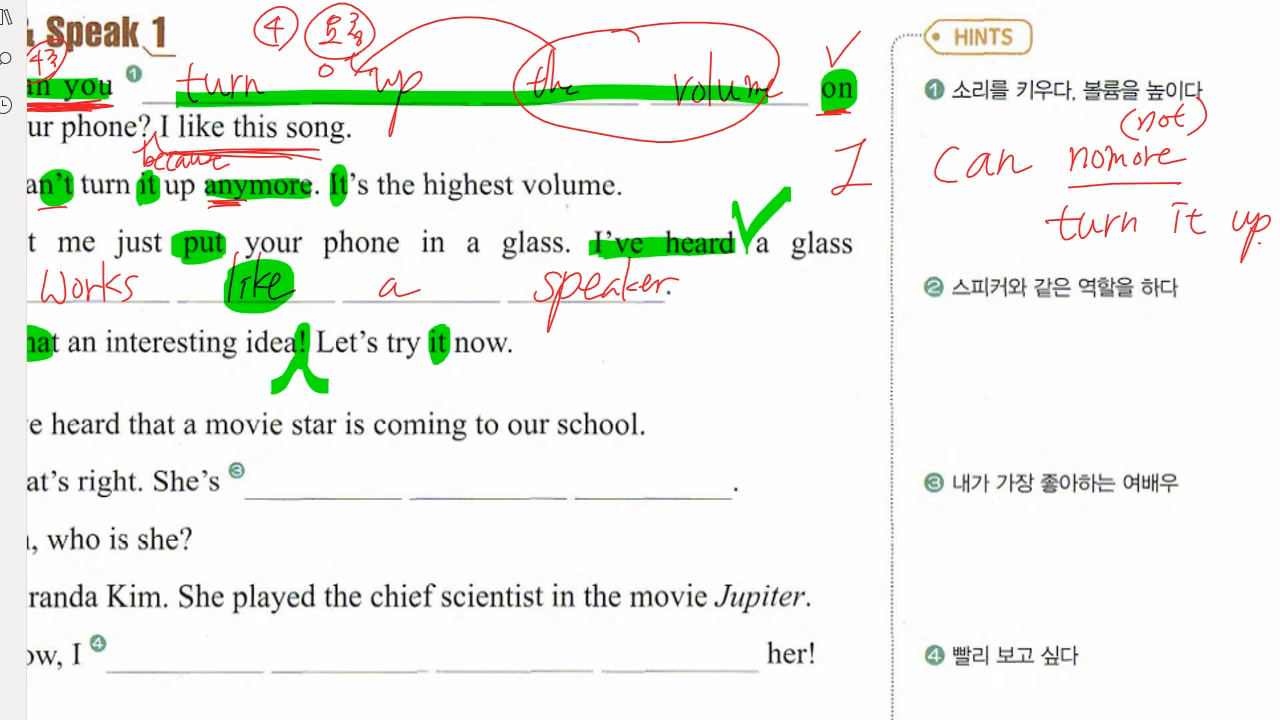 & Speak 1
④ 5형
4형
HINTS
an you ① turn up the volume on
① 소리를 키우다, 볼륨을 높이다
ur phone? I like this song.
because
(not)
can nomore
turn it up
an't turn it up anymore. It's the highest volume.
t me just put your phone in a glass. I've heard a glass
works like a speaker.
② 스피커와 같은 역할을 하다
hat an interesting idea! Let's try it now.
e heard that a movie star is coming to our school.
at's right. She's ③ .
③ 내가 가장 좋아하는 여배우
, who is she?
randa Kim. She played the chief scientist in the movie Jupiter.
ow, I ④ her!
④ 빨리 보고 싶다